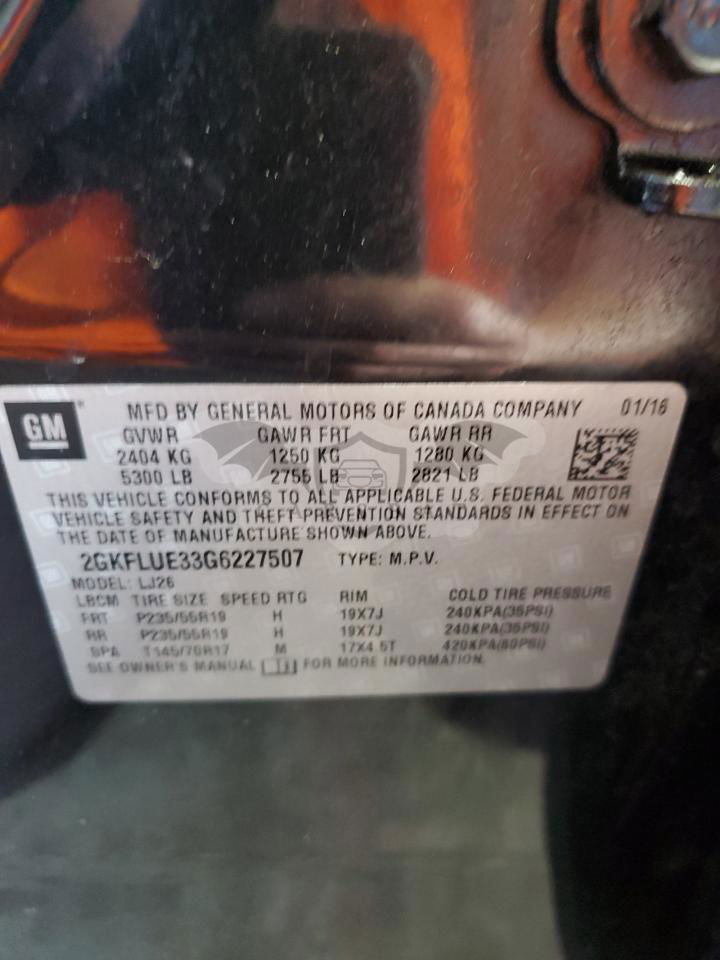 GM
MFD BY GENERAL MOTORS OF CANADA COMPANY 01/16
GVWR GAWR FRT GAWR RR
2404 KG 1250 KG 1280 KG
5300 LB 2755 LB 2821 LB
THIS VEHICLE CONFORMS TO ALL APPLICABLE U.S. FEDERAL MOTOR
VEHICLE SAFETY AND THEFT PREVENTION STANDARDS IN EFFECT ON
THE DATE OF MANUFACTURE SHOWN ABOVE.
2GKFLUE33G6227507 TYPE: M.P.V.
MODEL: LJ26
LBCM TIRE SIZE SPEED RTG RIM COLD TIRE PRESSURE
FRT P235/55R19 H 19X7J 240KPA(35PSI)
RR P235/55R19 H 19X7J 240KPA(35PSI)
SPA T145/70R17 M 17X4.5T 420KPA(60PSI)
SEE OWNER'S MANUAL FOR MORE INFORMATION.